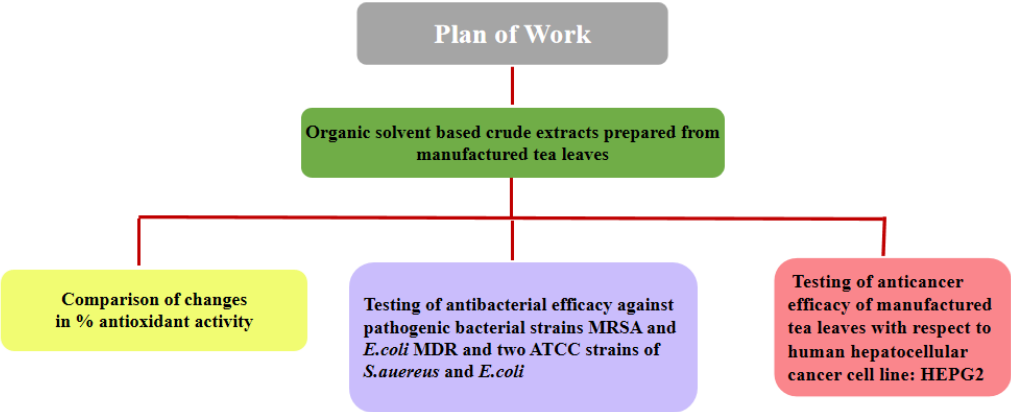 Plan of Work
Organic solvent based crude extracts prepared from
manufactured tea leaves
Comparison of changes
in % antioxidant activity
Testing of antibacterial efficacy against
pathogenic bacterial strains MRSA and
E.coli MDR and two ATCC strains of
S.auereus and E.coli
Testing of anticancer
efficacy of manufactured
tea leaves with respect to
human hepatocellular
cancer cell line: HEPG2